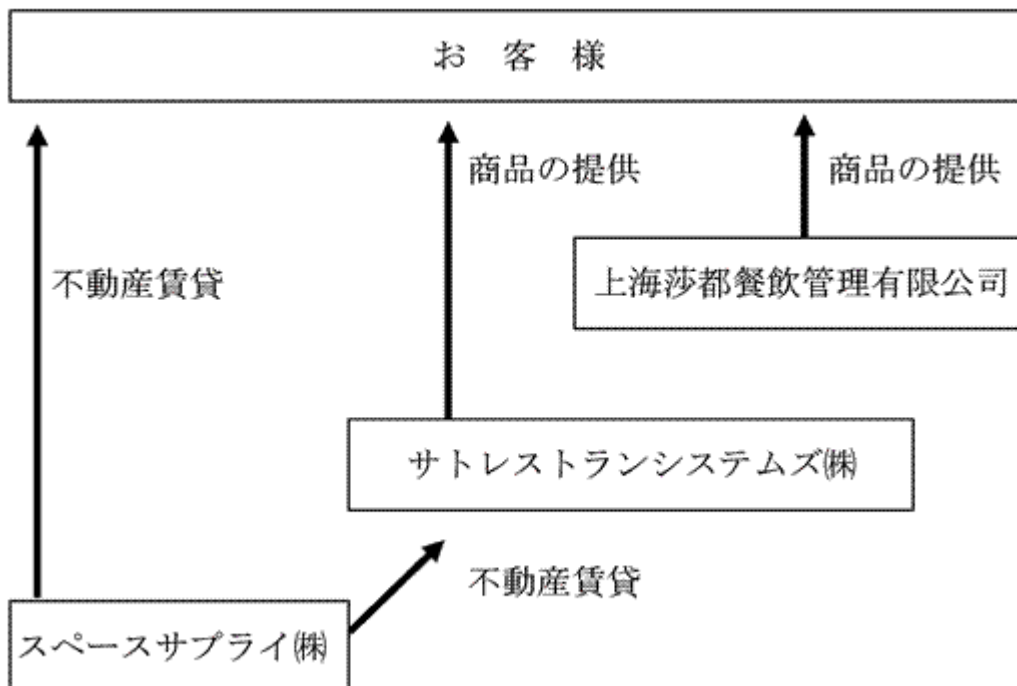 お 客 様
商品の提供
商品の提供
不動産賃貸
上海莎都餐飲管理有限公司
サトレストランシステムズ㈱
不動産賃貸
スペースサプライ㈱